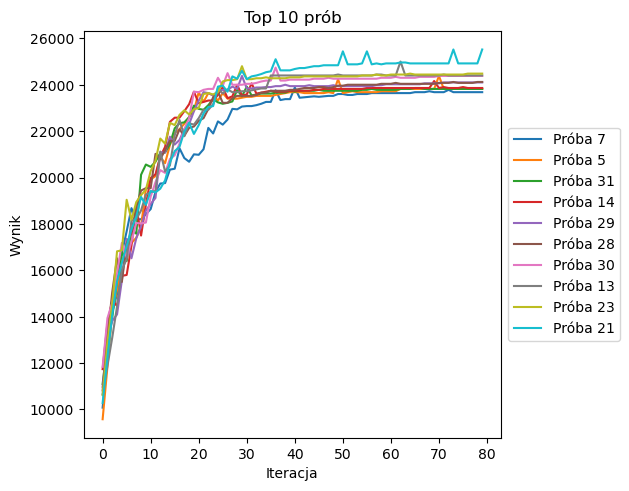 Top 10 prób
26000
24000
22000
20000
18000
16000
14000
12000
10000
Wynik
0 10 20 30 40 50 60 70 80
Iteracja
Próba 7
Próba 5
Próba 31
Próba 14
Próba 29
Próba 28
Próba 30
Próba 13
Próba 23
Próba 21